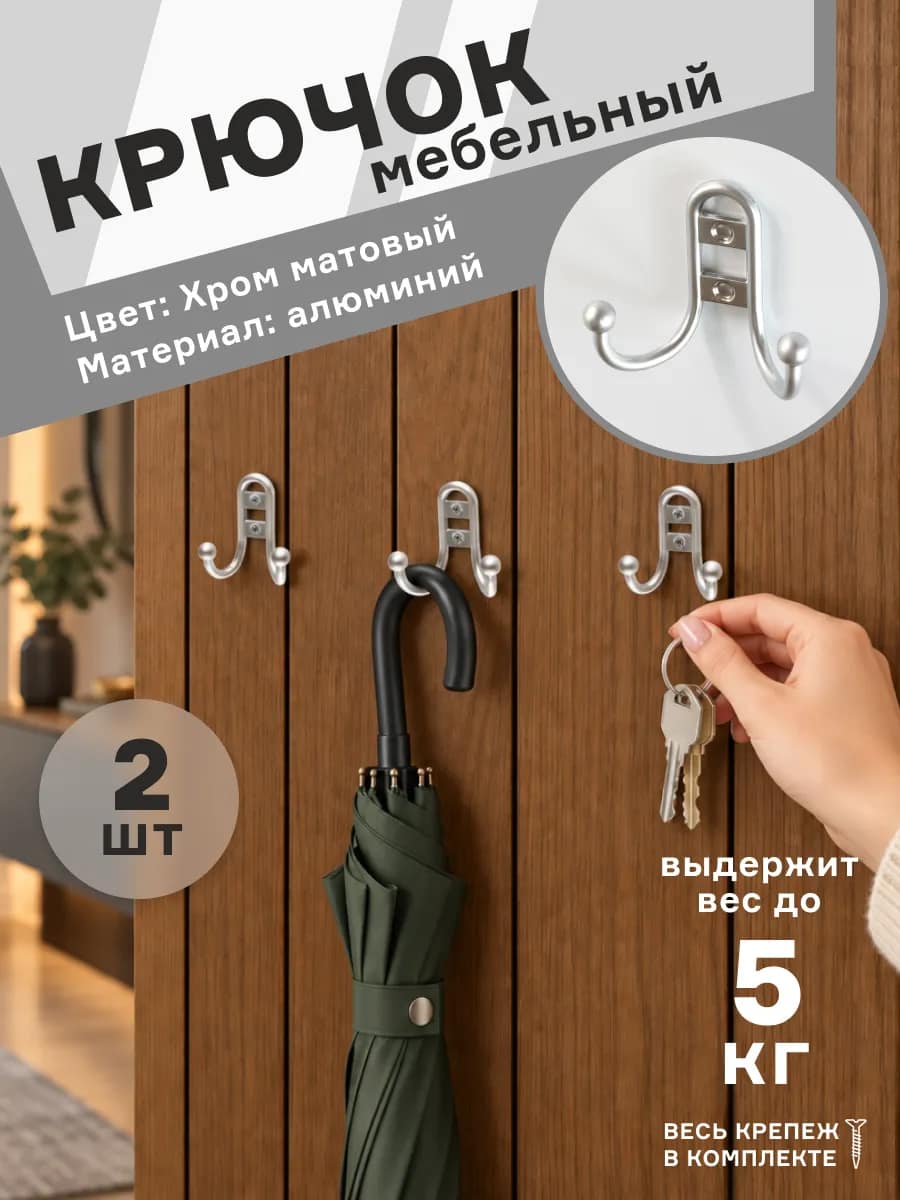 КРЮЧОК
мебельный
Цвет: Хром матовый
Материал: алюминий
2
шт
выдержит
вес до
5
кг
ВЕСЬ КРЕПЕЖ
В КОМПЛЕКТЕ